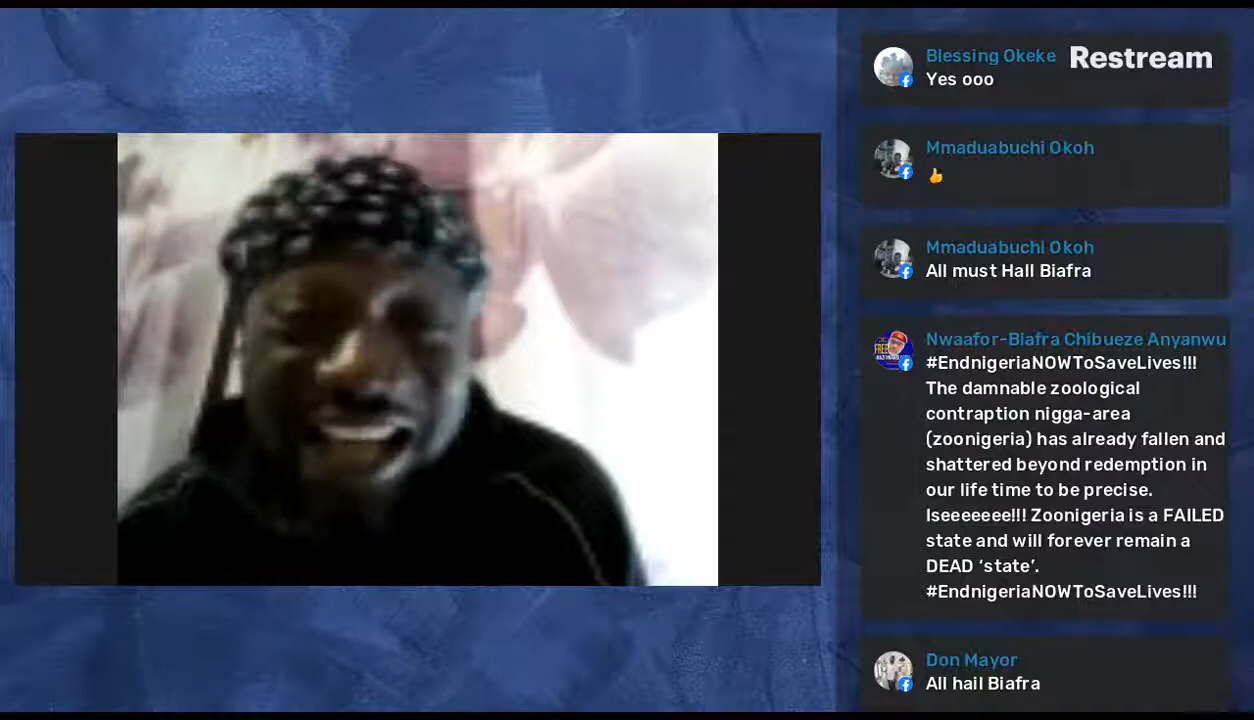 Blessing Okeke
Restream
Yes ooo
Mmaduabuchi Okoh
👍
Mmaduabuchi Okoh
All must Hall Biafra
Nwaafor-Biafra Chibueze Anyanwu
#EndnigeriaNOWToSaveLives!!!
The damnable zoological
contraption nigga-area
(zoonigeria) has already fallen and
shattered beyond redemption in
our life time to be precise.
Iseeeeeee!!! Zoonigeria is a FAILED
state and will forever remain a
DEAD ‘state’.
#EndnigeriaNOWToSaveLives!!!
Don Mayor
All hail Biafra